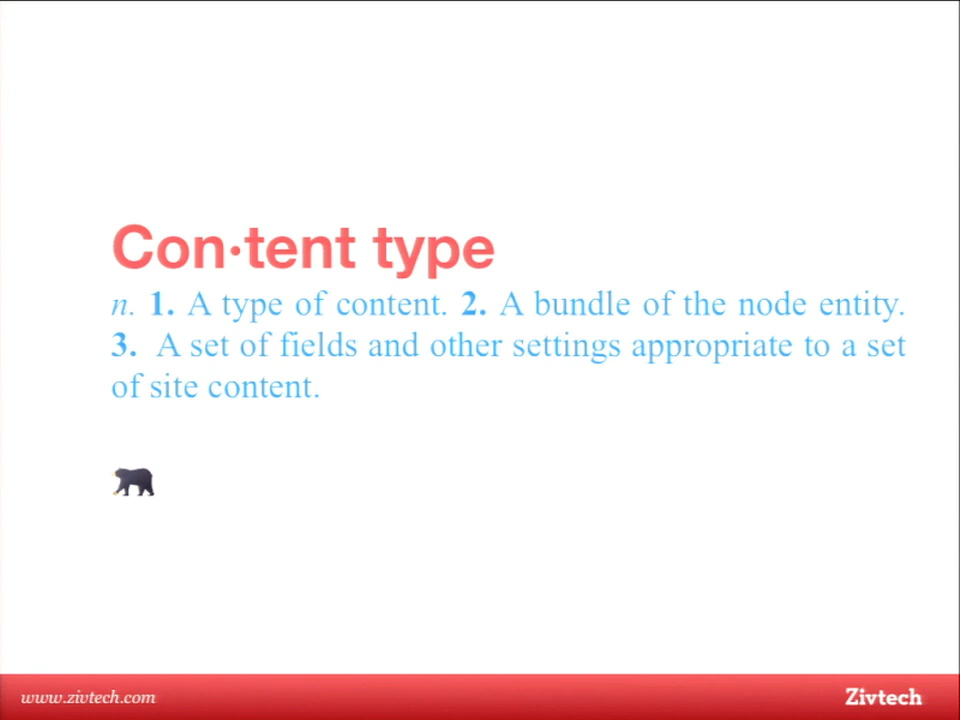 Con·tent type
n. 1. A type of content. 2. A bundle of the node entity.
3. A set of fields and other settings appropriate to a set
of site content.
www.zivtech.com
Zivtech